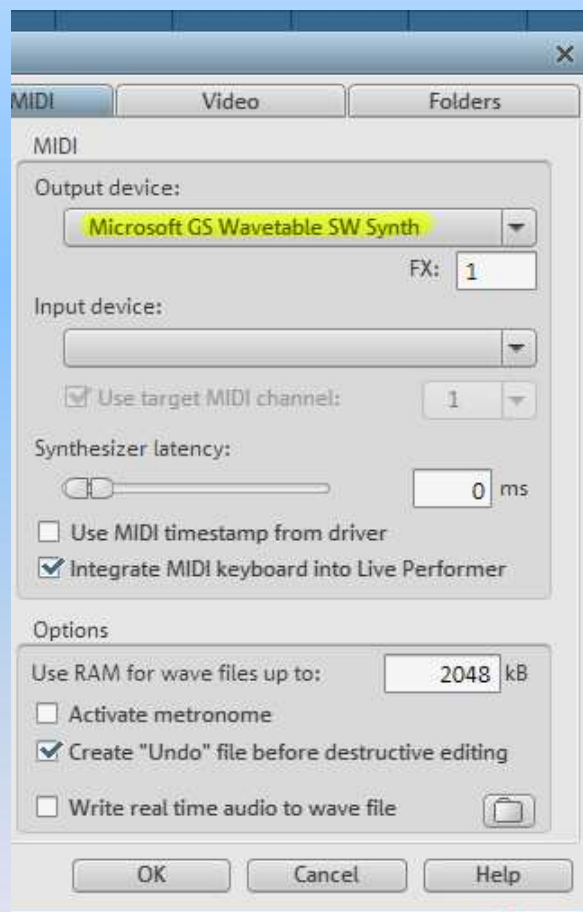 MIDI
Video
Folders
MIDI
Output device:
Microsoft GS Wavetable SW Synth
FX: 1
Input device:
Use target MIDI channel: 1
Synthesizer latency:
0 ms
Use MIDI timestamp from driver
Integrate MIDI keyboard into Live Performer
Options
Use RAM for wave files up to: 2048 kB
Activate metronome
Create "Undo" file before destructive editing
Write real time audio to wave file
OK
Cancel
Help